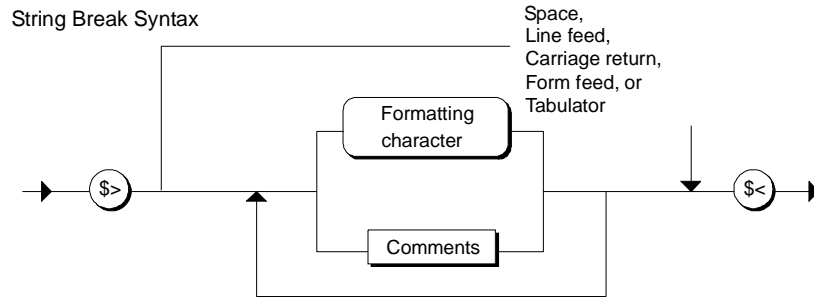 String Break Syntax
Space,
Line feed,
Carriage return,
Form feed, or
Tabulator
Formatting
character
$>
$<
Comments